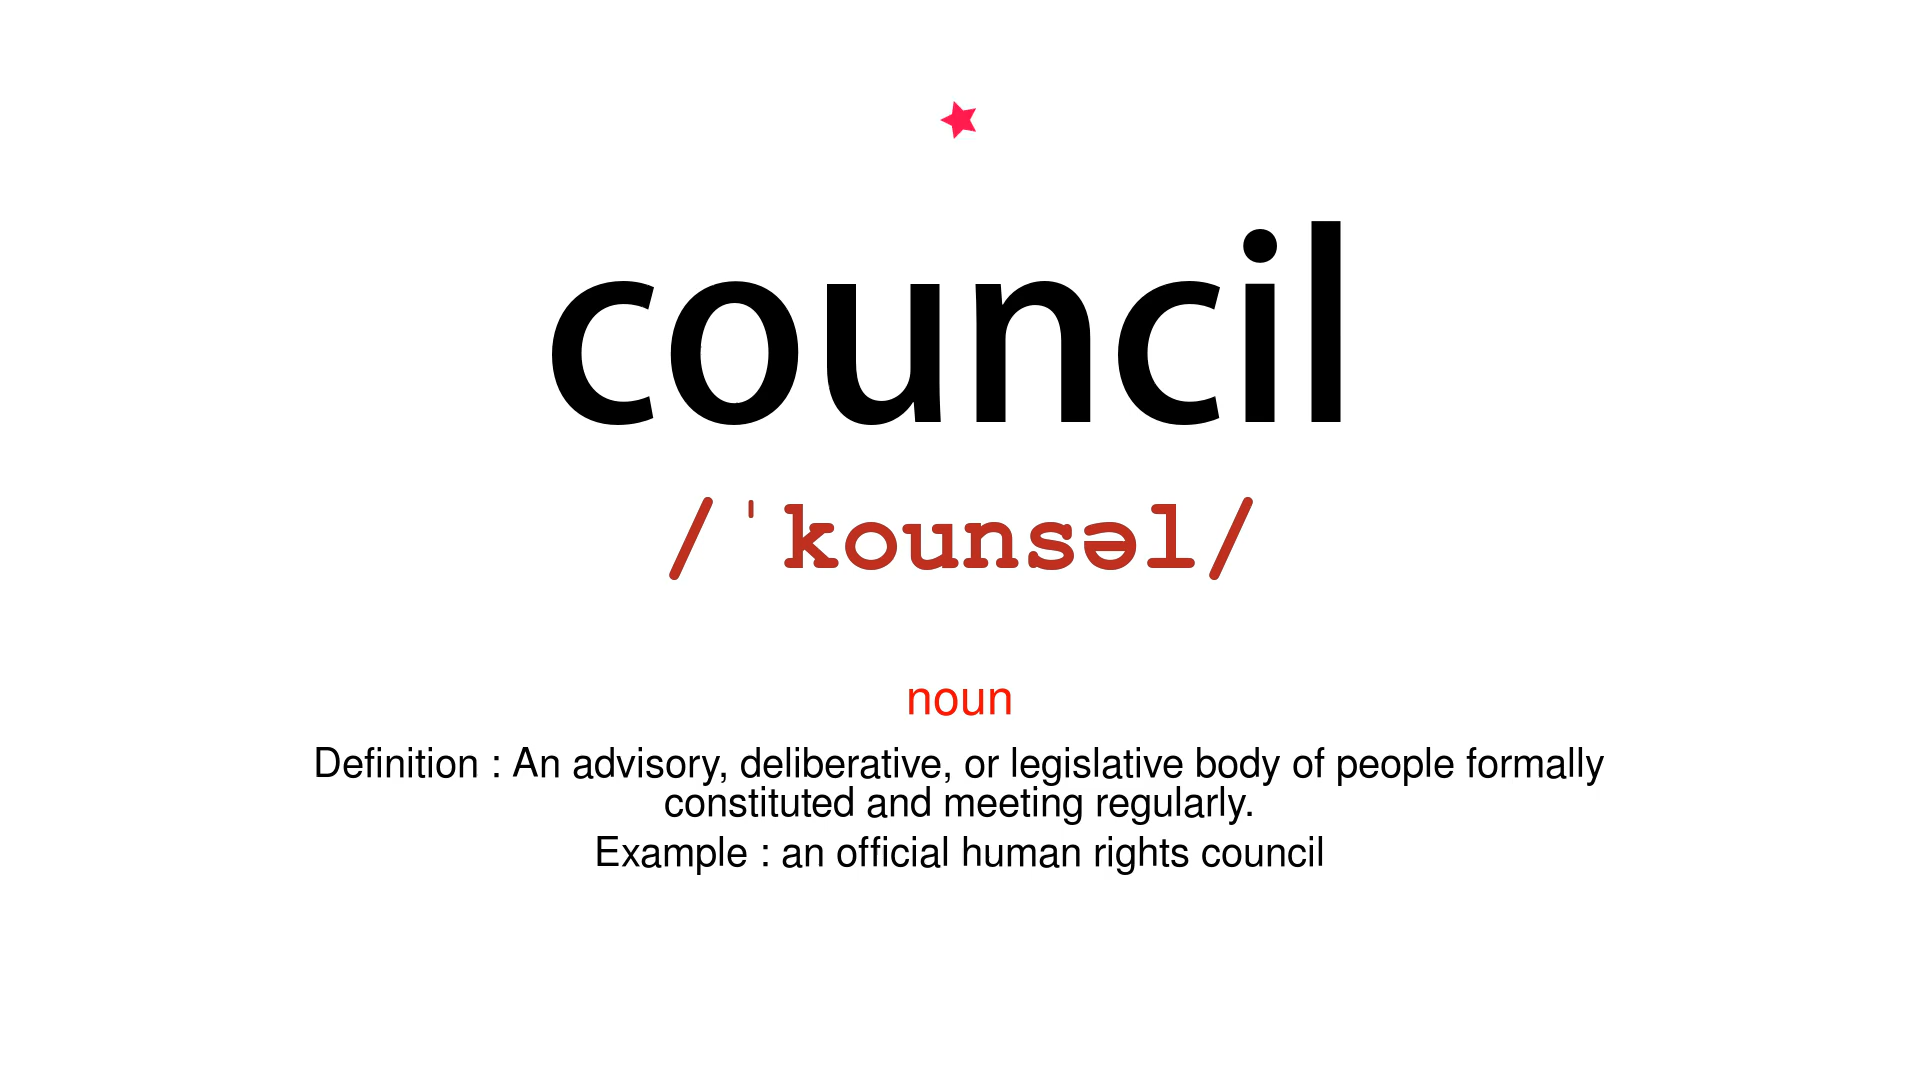 council
/ˈkounsəl/
noun
Definition : An advisory, deliberative, or legislative body of people formally
constituted and meeting regularly.
Example : an official human rights council